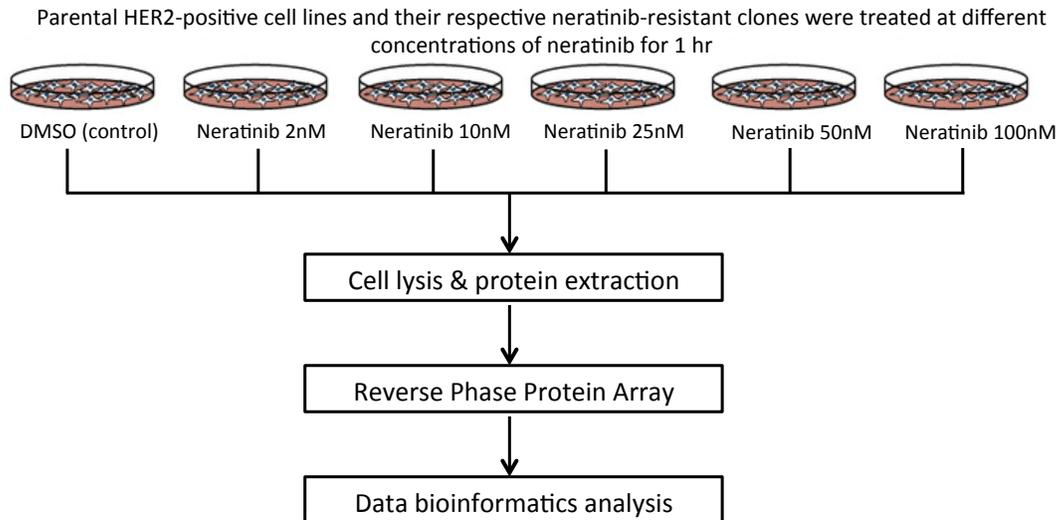 Parental HER2-positive cell lines and their respective neratinib-resistant clones were treated at different
concentrations of neratinib for 1 hr
DMSO (control) Neratinib 2nM Neratinib 10nM Neratinib 25nM Neratinib 50nM Neratinib 100nM
Cell lysis & protein extraction
Reverse Phase Protein Array
Data bioinformatics analysis